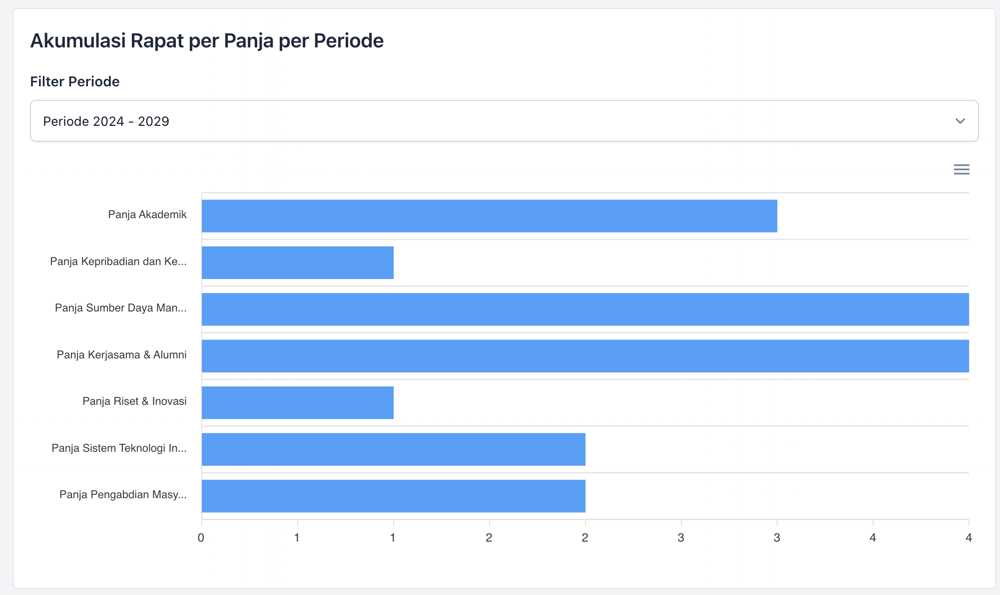 Akumulasi Rapat per Panja per Periode
Filter Periode
Periode 2024 - 2029
Panja Akademik
Panja Kepribadian dan Ke...
Panja Sumber Daya Man...
Panja Kerjasama & Alumni
Panja Riset & Inovasi
Panja Sistem Teknologi In...
Panja Pengabdian Masy...
0 1 1 2 2 3 3 4 4